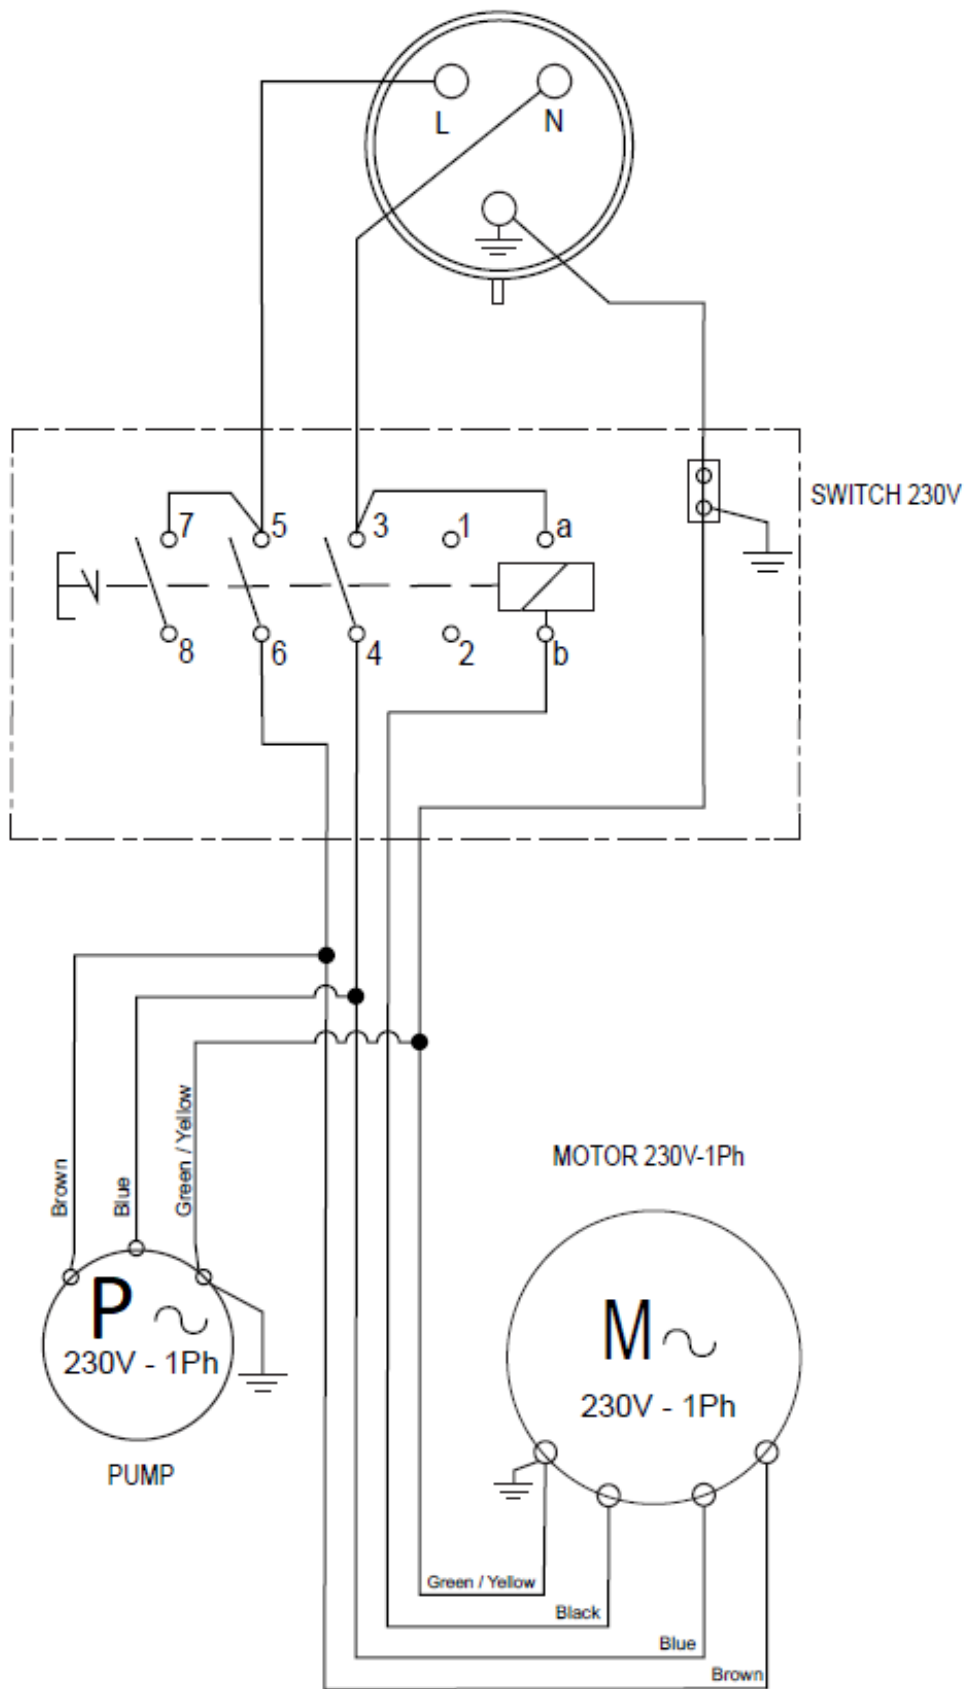 L
N
SWITCH 230V
7
5
3
1
a
8
6
4
2
b
Brown
Blue
Green / Yellow
MOTOR 230V-1Ph
P
230V - 1Ph
M
230V - 1Ph
PUMP
Green / Yellow
Black
Blue
Brown